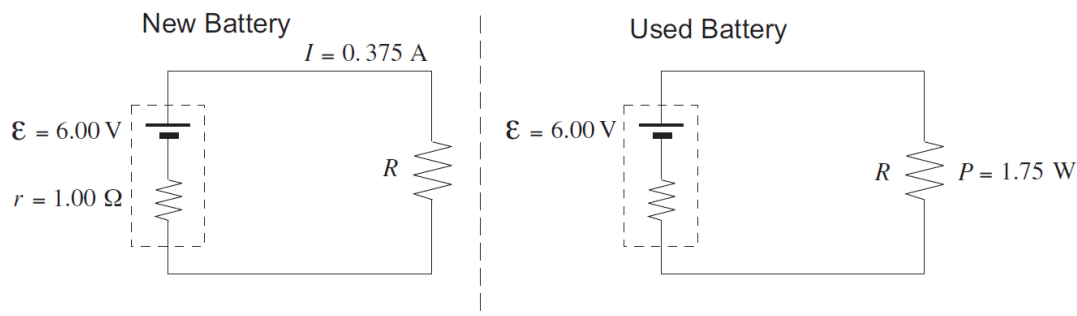 New Battery
I = 0.375 A
ℰ = 6.00 V
r = 1.00 Ω
R
Used Battery
ℰ = 6.00 V
R
P = 1.75 W